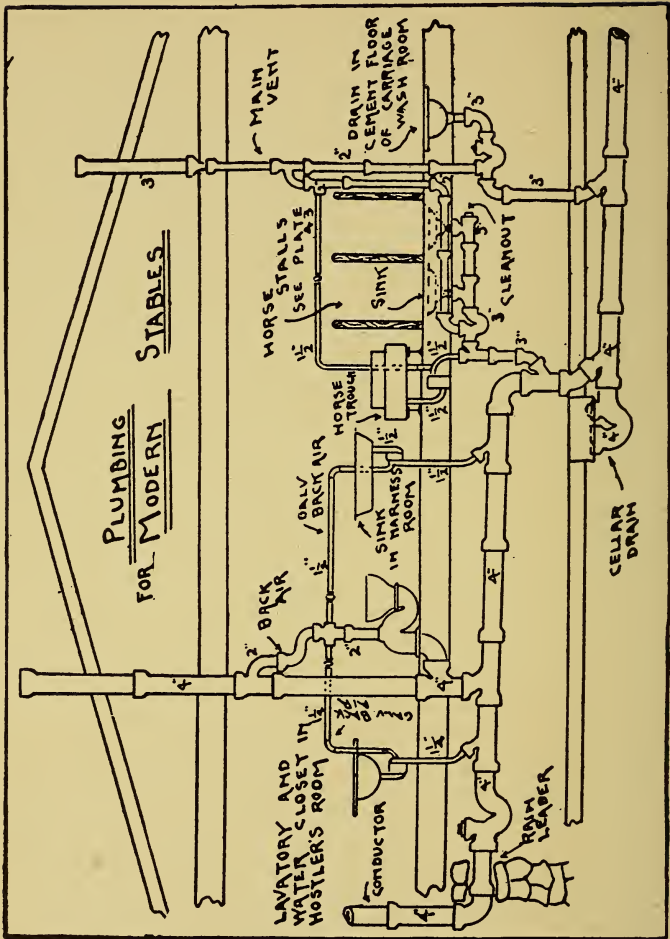 PLUMBING
FOR MODERN STABLES
MAIN
VENT
3"
2"
DRAIN IN
CEMENT FLOOR
OF CARRIAGE
WASH ROOM
3"
3"
HORSE
STALLS
SEE PLATE
43
SINK
3"
CLEANOUT
3"
1½"
1½"
1½"
3"
HORSE
TROUGH
GALV
BACK AIR
1½"
1½"
SINK
IN HARNESS
ROOM
1½"
BACK
AIR
2"
2"
4"
4"
1½"
LAVATORY AND
WATER CLOSET IN
HOSTLER'S ROOM
1½"
CONDUCTOR
4"
4"
RAIN
LEADER
4"
4"
4"
4"
CELLAR
DRAIN